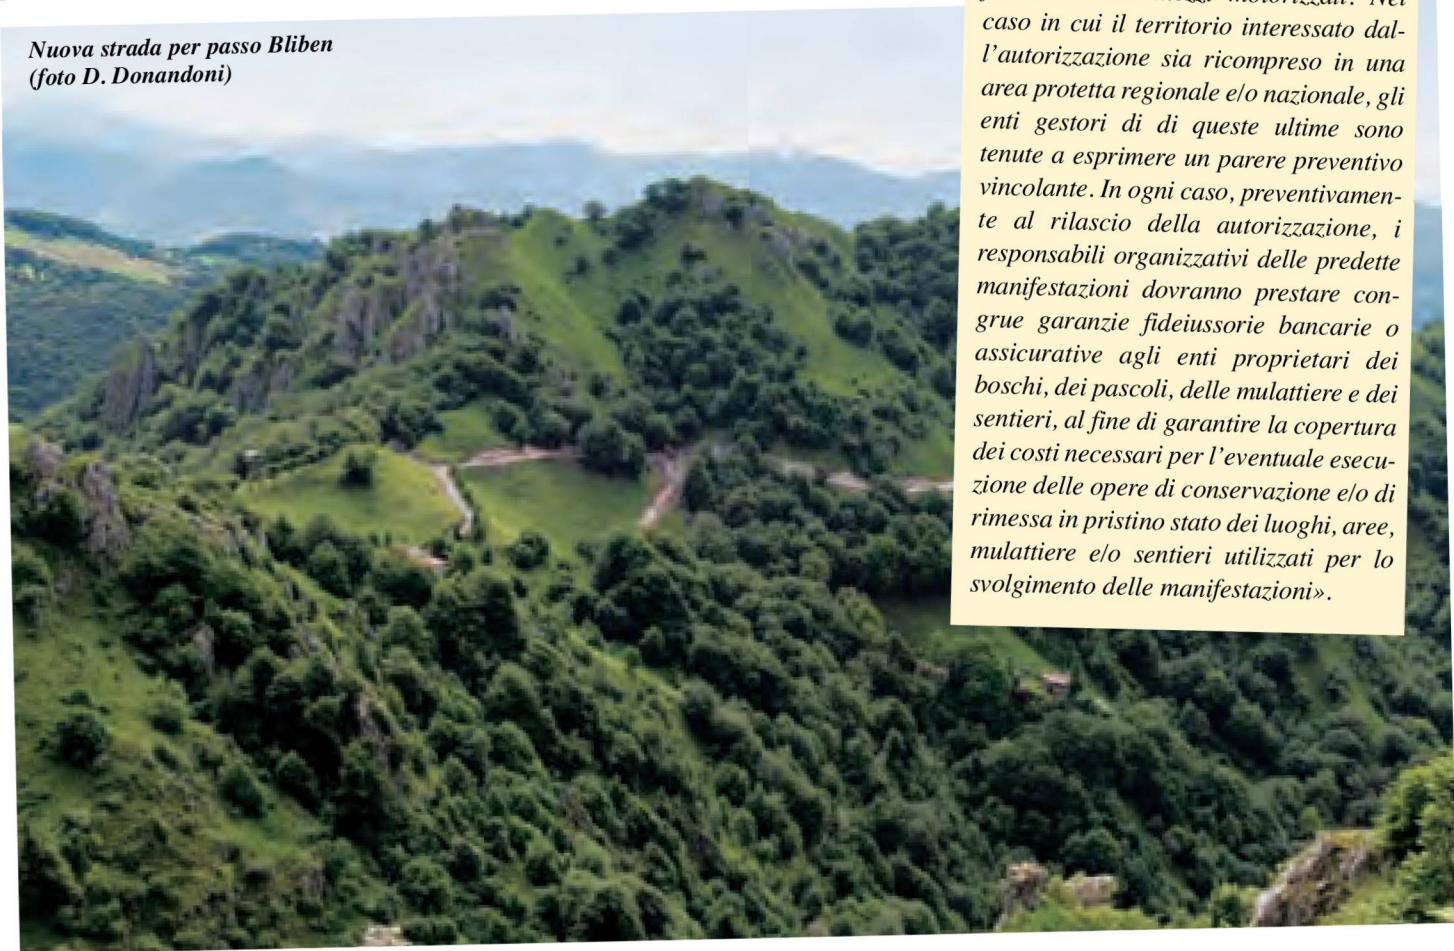 Nuova strada per passo Bliben
(foto D. Donandoni)
motorizzati. Nel
caso in cui il territorio interessato dal-
l'autorizzazione sia ricompreso in una
area protetta regionale e/o nazionale, gli
enti gestori di di queste ultime sono
tenute a esprimere un parere preventivo
vincolante. In ogni caso, preventivamen-
te al rilascio della autorizzazione, i
responsabili organizzativi delle predette
manifestazioni dovranno prestare con-
grue garanzie fideiussorie bancarie o
assicurative agli enti proprietari dei
boschi, dei pascoli, delle mulattiere e dei
sentieri, al fine di garantire la copertura
dei costi necessari per l'eventuale esecu-
zione delle opere di conservazione e/o di
rimessa in pristino stato dei luoghi, aree,
mulattiere e/o sentieri utilizzati per lo
svolgimento delle manifestazioni».